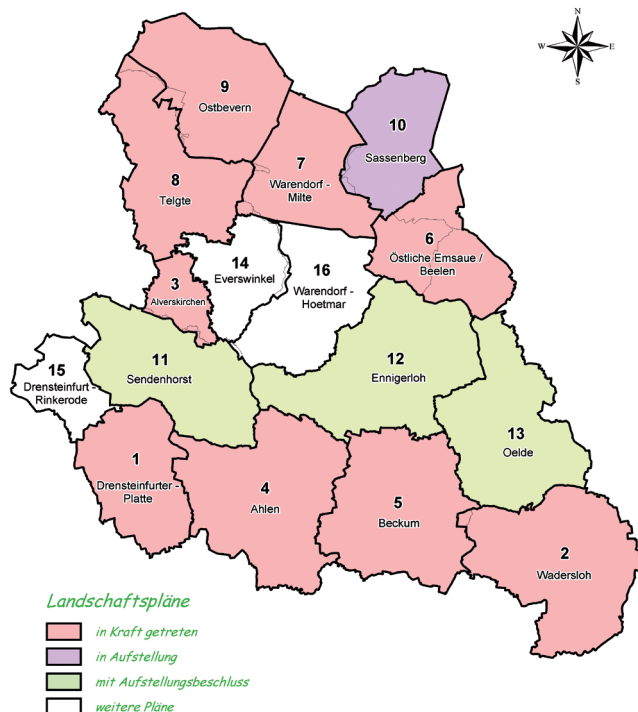 N
W
E
S
9
Ostbevern
10
Sassenberg
7
Warendorf -
Milte
8
Telgte
6
Östliche Emsaue /
Beelen
14
Everswinkel
16
Warendorf -
Hoetmar
3
Alverskirchen
15
Drensteinfurt -
Rinkerode
11
Sendenhorst
12
Ennigerloh
13
Oelde
1
Drensteinfurter -
Platte
4
Ahlen
5
Beckum
2
Wadersloh
Landschaftspläne
in Kraft getreten
in Aufstellung
mit Aufstellungsbeschluss
weitere Pläne